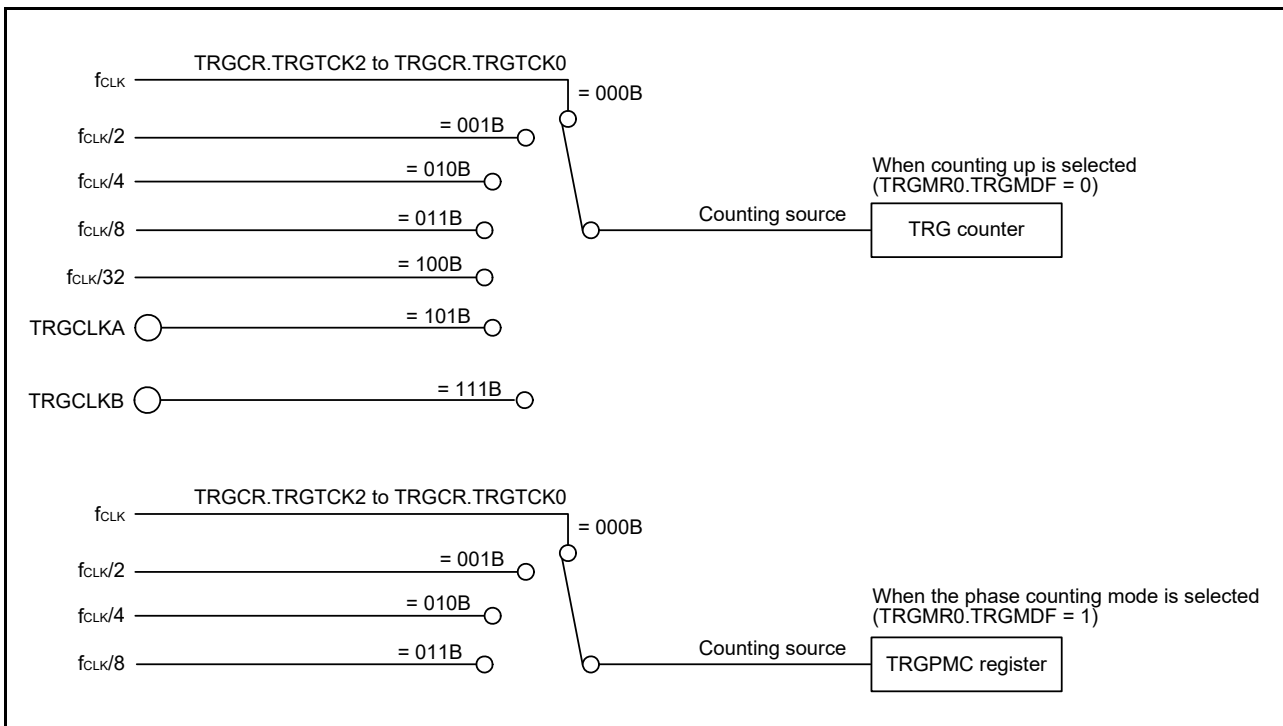 TRGCR.TRGTCK2 to TRGCR.TRGTCK0
fCLK
= 000B
fCLK/2
= 001B
fCLK/4
= 010B
fCLK/8
= 011B
fCLK/32
= 100B
TRGCLKA
= 101B
TRGCLKB
= 111B
Counting source
When counting up is selected
(TRGMR0.TRGMDF = 0)
TRG counter
TRGCR.TRGTCK2 to TRGCR.TRGTCK0
fCLK
= 000B
fCLK/2
= 001B
fCLK/4
= 010B
fCLK/8
= 011B
Counting source
When the phase counting mode is selected
(TRGMR0.TRGMDF = 1)
TRGPMC register